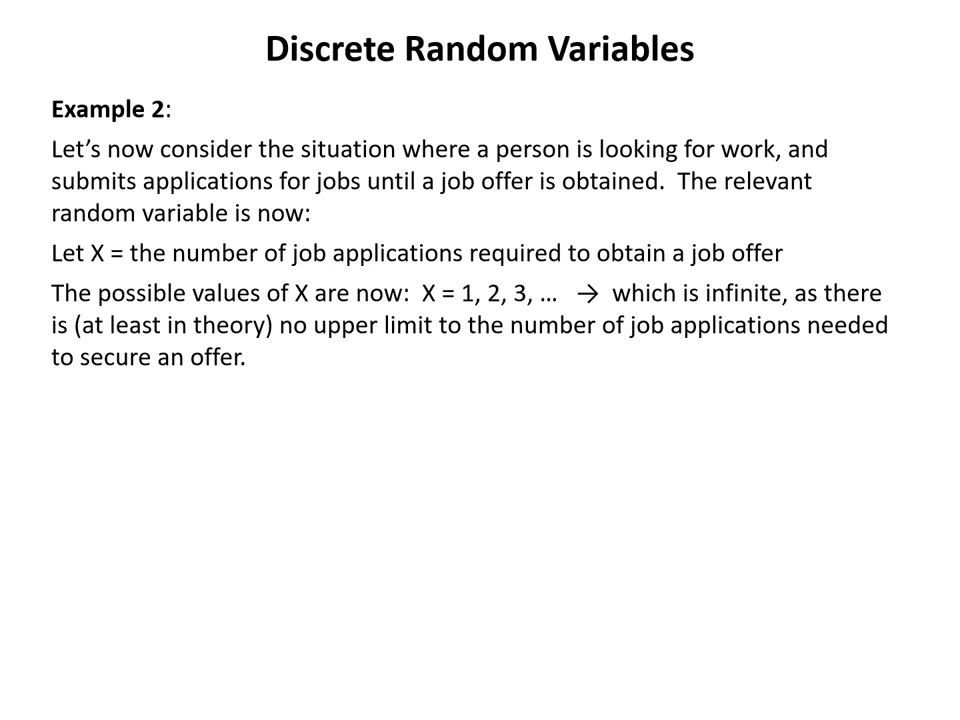 Discrete Random Variables
Example 2:
Let’s now consider the situation where a person is looking for work, and
submits applications for jobs until a job offer is obtained.  The relevant
random variable is now:
Let X = the number of job applications required to obtain a job offer
The possible values of X are now:  X = 1, 2, 3, …   →  which is infinite, as there
is (at least in theory) no upper limit to the number of job applications needed
to secure an offer.